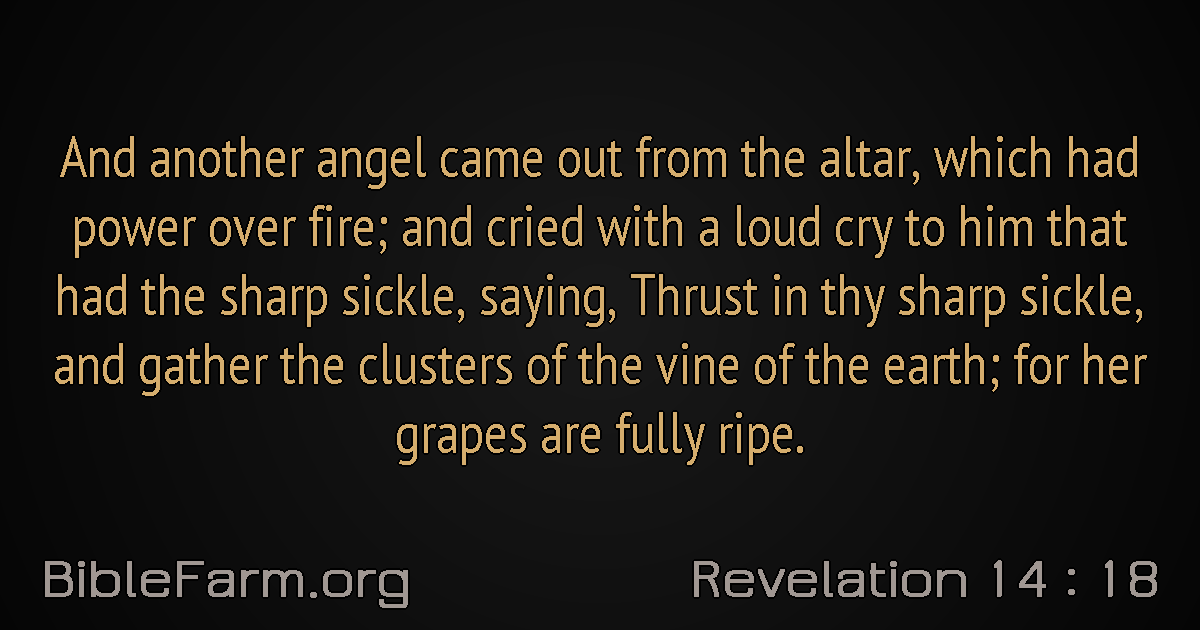 And another angel came out from the altar, which had
power over fire; and cried with a loud cry to him that
had the sharp sickle, saying, Thrust in thy sharp sickle,
and gather the clusters of the vine of the earth; for her
grapes are fully ripe.
BibleFarm.org
Revelation 14 : 18